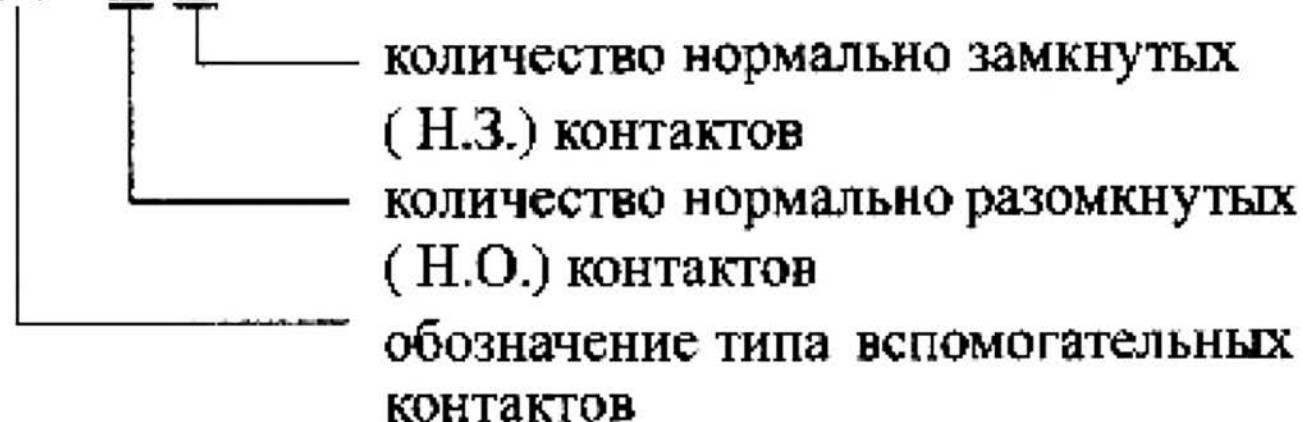 количество нормально замкнутых
( Н.З.) контактов
количество нормально разомкнутых
( Н.О.) контактов
обозначение типа вспомогательных
контактов